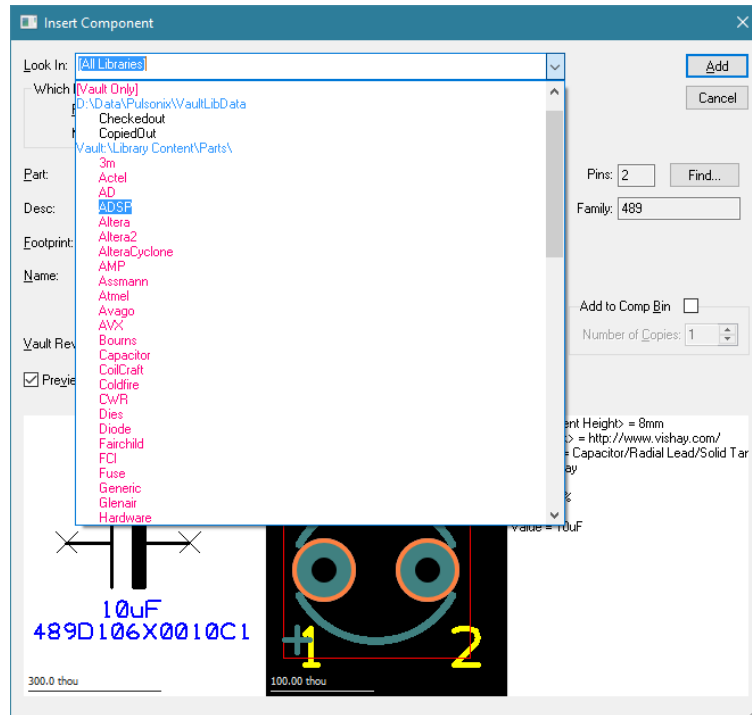 Insert Component
Look In: [All Libraries]
Add
Which
[Vault Only]
D:\Data\Pulsonix\VaultLibData
Cancel
Checkedout
CopiedOut
Vault:\Library Content\Parts\
3m
Part:
Actel
Pins: 2
Find...
AD
Desc:
ADSP
Family: 489
Altera
Altera2
Footprint:
AlteraCyclone
AMP
Name:
Assmann
Atmel
Avago
Add to Comp Bin
AVX
Vault Rev
Bourns
Number of Copies: 1
Capacitor
CoilCraft
Previe
Coldfire
CWR
Dies
Diode
ent Height> = 8mm
Fairchild
> = http://www.vishay.com/
FCI
= Capacitor/Radial Lead/Solid Tar
Fuse
ay
Generic
%
Glenair
Hardware
Value = 10uF
10uF
489D106X0010C1
+1 2
300.0 thou
100.00 thou